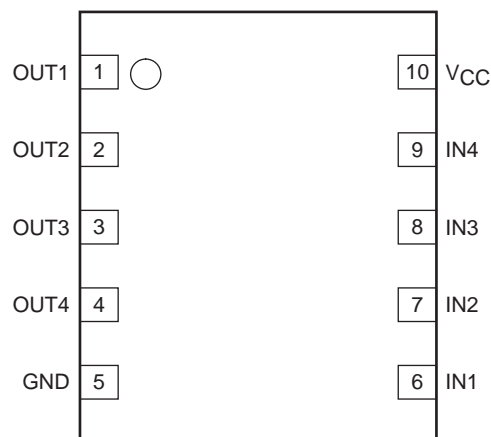 OUT1 1 10 VCC
OUT2 2 9 IN4
OUT3 3 8 IN3
OUT4 4 7 IN2
GND 5 6 IN1